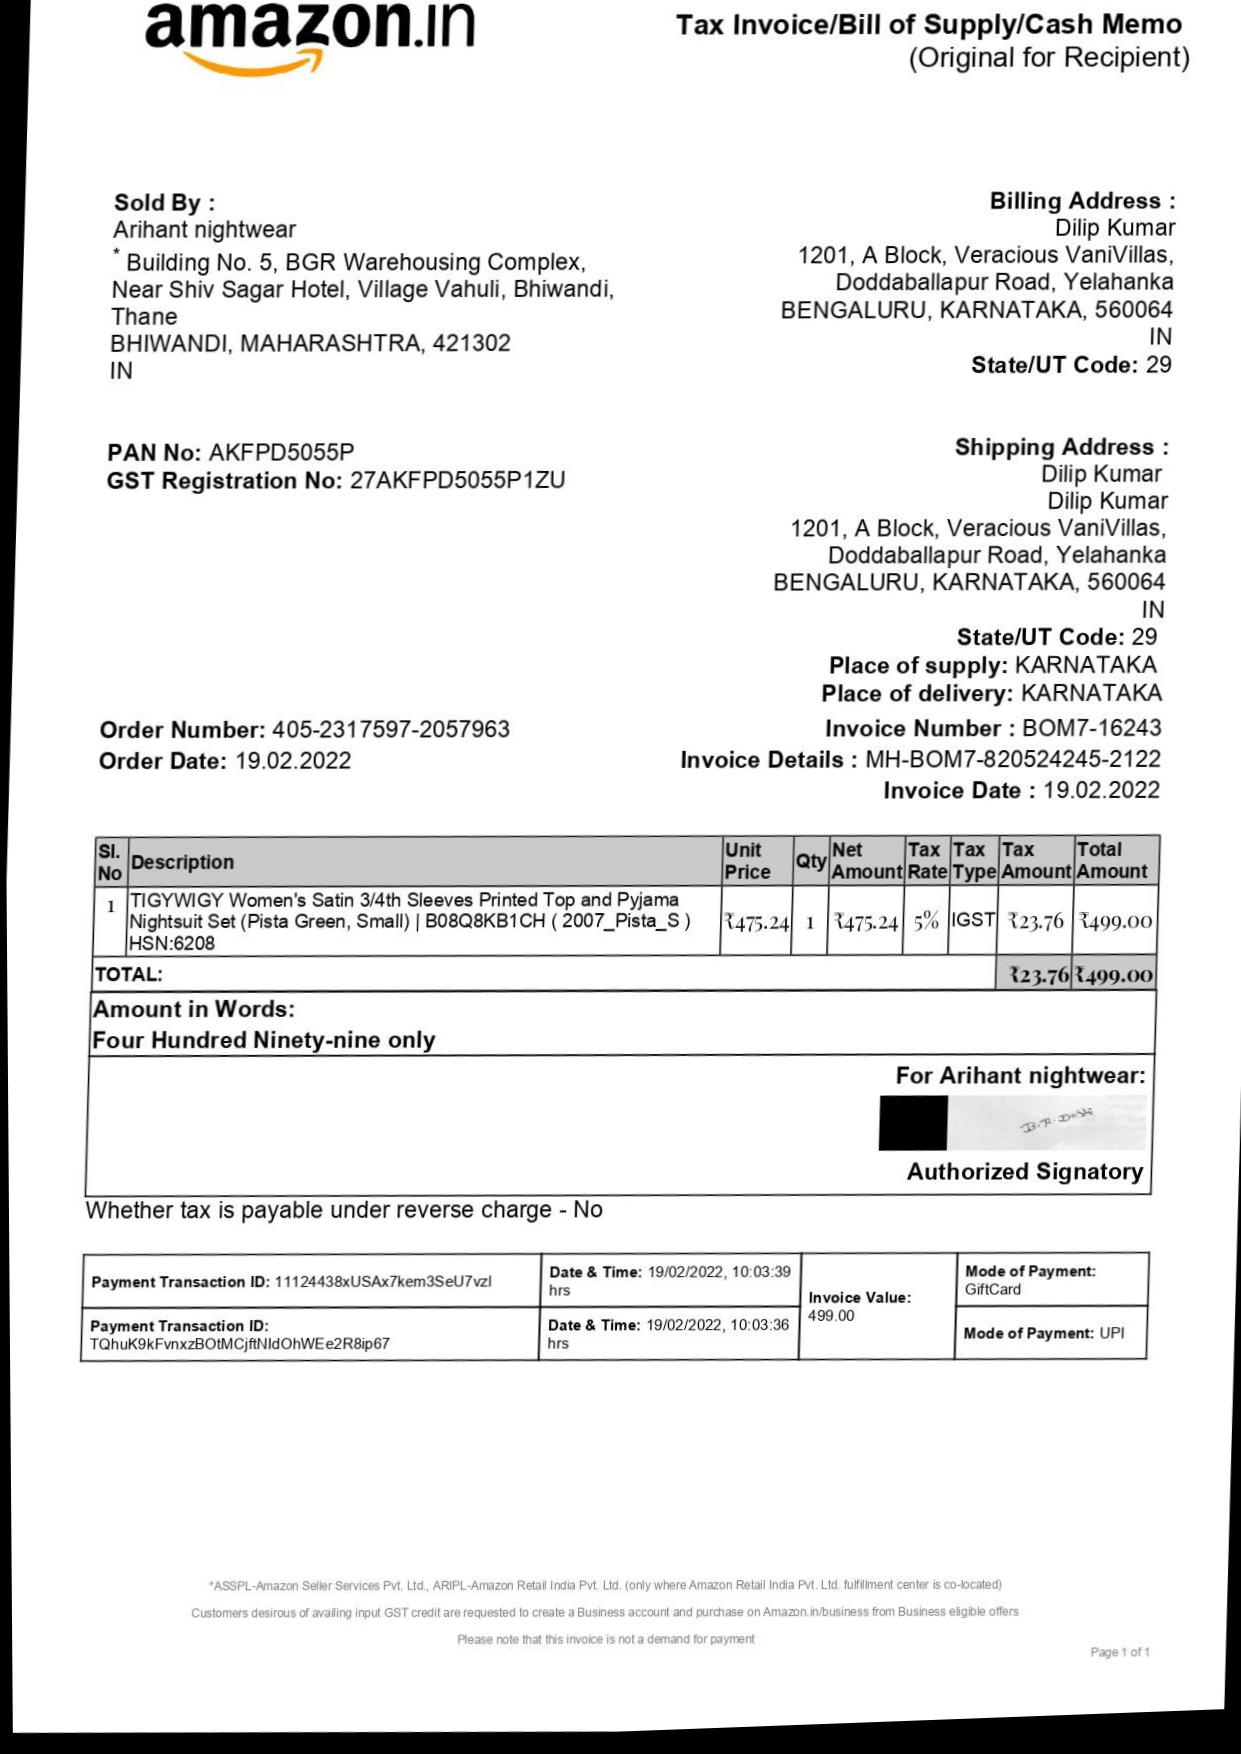 amazon.in
Tax Invoice/Bill of Supply/Cash Memo
(Original for Recipient)
Sold By :
Arihant nightwear
* Building No. 5, BGR Warehousing Complex,
Near Shiv Sagar Hotel, Village Vahuli, Bhiwandi,
Thane
BHIWANDI, MAHARASHTRA, 421302
IN
Billing Address :
Dilip Kumar
1201, A Block, Veracious VaniVillas,
Doddaballapur Road, Yelahanka
BENGALURU, KARNATAKA, 560064
IN
State/UT Code: 29
PAN No: AKFPD5055P
GST Registration No: 27AKFPD5055P1ZU
Shipping Address :
Dilip Kumar
Dilip Kumar
1201, A Block, Veracious VaniVillas,
Doddaballapur Road, Yelahanka
BENGALURU, KARNATAKA, 560064
IN
State/UT Code: 29
Place of supply: KARNATAKA
Place of delivery: KARNATAKA
Order Number: 405-2317597-2057963
Order Date: 19.02.2022
Invoice Number : BOM7-16243
Invoice Details : MH-BOM7-820524245-2122
Invoice Date : 19.02.2022
Sl. No Description Unit Price Qty Net Amount Tax Rate Tax Type Tax Amount Total Amount
1 TIGYWIGY Women's Satin 3/4th Sleeves Printed Top and Pyjama
Nightsuit Set (Pista Green, Small) | B08Q8KB1CH ( 2007_Pista_S ) ₹475.24 1 ₹475.24 5% IGST ₹23.76 ₹499.00
HSN:6208
TOTAL: ₹23.76 ₹499.00
Amount in Words:
Four Hundred Ninety-nine only
For Arihant nightwear:
B.R. Doshi
Authorized Signatory
Whether tax is payable under reverse charge - No
Payment Transaction ID: 11124438xUSAx7kem3SeU7vzl
Date & Time: 19/02/2022, 10:03:39
hrs
Invoice Value:
499.00
Mode of Payment:
GiftCard
Payment Transaction ID:
TQhuK9kFvnxzBOtMCjftNIdOhWEe2R8ip67
Date & Time: 19/02/2022, 10:03:36
hrs
Mode of Payment: UPI
*ASSPL-Amazon Seller Services Pvt. Ltd., ARIPL-Amazon Retail India Pvt. Ltd. (only where Amazon Retail India Pvt. Ltd. fulfillment center is co-located)
Customers desirous of availing input GST credit are requested to create a Business account and purchase on Amazon.in/business from Business eligible offers
Please note that this invoice is not a demand for payment
Page 1 of 1